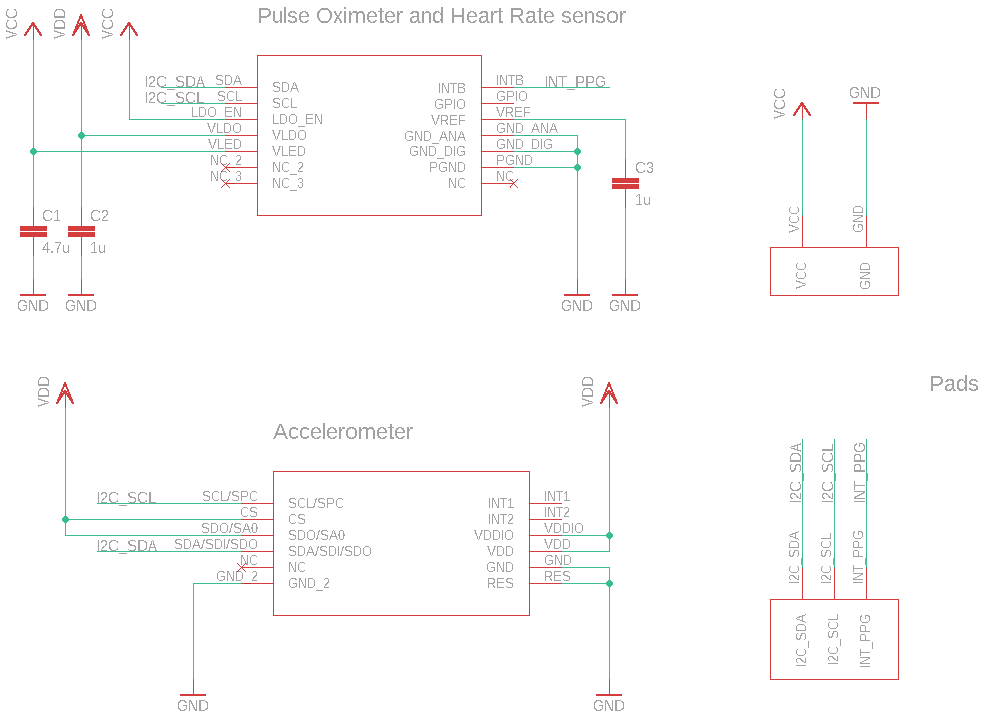 Pulse Oximeter and Heart Rate sensor
VCC
VDD
VCC
I2C_SDA SDA
I2C_SCL SCL
LDO_EN
VLDO
VLED
NC_2
NC_3
SDA
SCL
LDO_EN
VLDO
VLED
NC_2
NC_3
INTB
GPIO
VREF
GND_ANA
GND_DIG
PGND
NC
INTB INT_PPG
GPIO
VREF
GND_ANA
GND_DIG
PGND
NC
C1
4.7u
C2
1u
C3
1u
GND
GND
GND
GND
VCC
GND
VCC
GND
VCC
GND
Pads
VDD
VDD
Accelerometer
I2C_SCL SCL/SPC
CS
SDO/SA0
I2C_SDA SDA/SDI/SDO
NC
GND_2
SCL/SPC
CS
SDO/SA0
SDA/SDI/SDO
NC
GND_2
INT1
INT2
VDDIO
VDD
GND
RES
INT1
INT2
VDDIO
VDD
GND
RES
GND
GND
I2C_SDA
I2C_SCL
INT_PPG
I2C_SDA
I2C_SCL
INT_PPG
I2C_SDA
I2C_SCL
INT_PPG